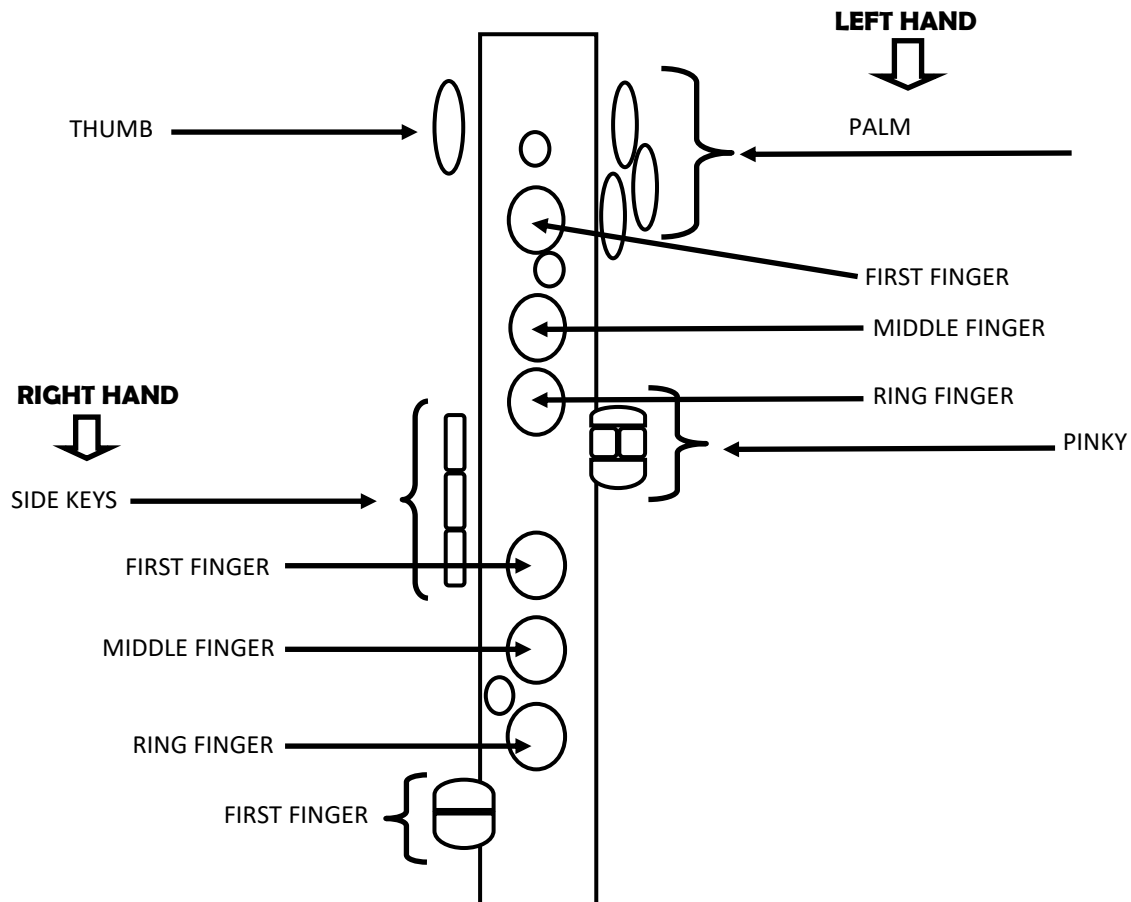 LEFT HAND
THUMB
PALM
FIRST FINGER
MIDDLE FINGER
RING FINGER
PINKY
RIGHT HAND
SIDE KEYS
FIRST FINGER
MIDDLE FINGER
RING FINGER
FIRST FINGER